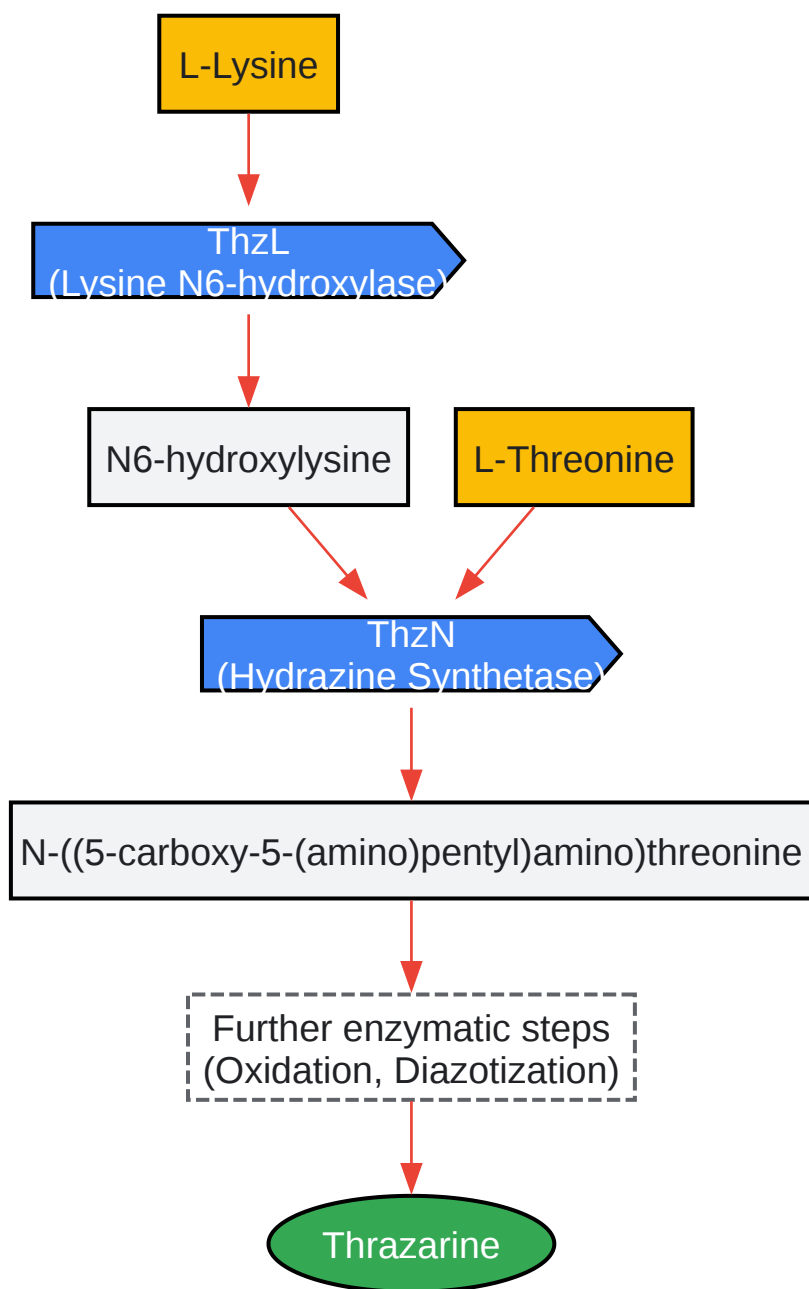 L-Lysine
ThzL
(Lysine N6-hydroxylase)
N6-hydroxylysine
L-Threonine
ThzN
(Hydrazine Synthetase)
N-((5-carboxy-5-(amino)pentyl)amino)threonine
Further enzymatic steps
(Oxidation, Diazotization)
Thrazarine